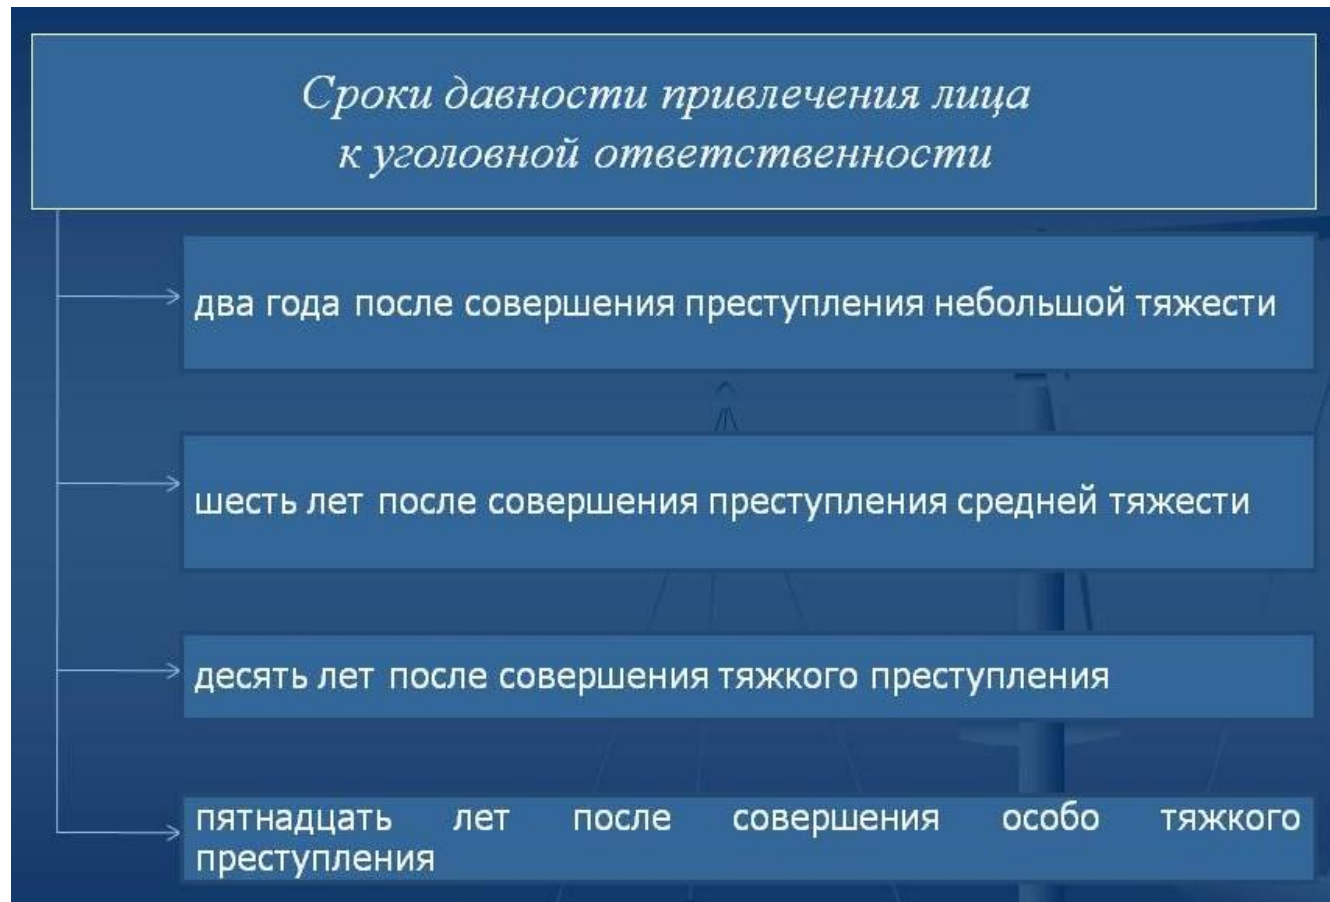 Сроки давности привлечения лица
к уголовной ответственности
два года после совершения преступления небольшой тяжести
шесть лет после совершения преступления средней тяжести
десять лет после совершения тяжкого преступления
пятнадцать лет после совершения особо тяжкого
преступления